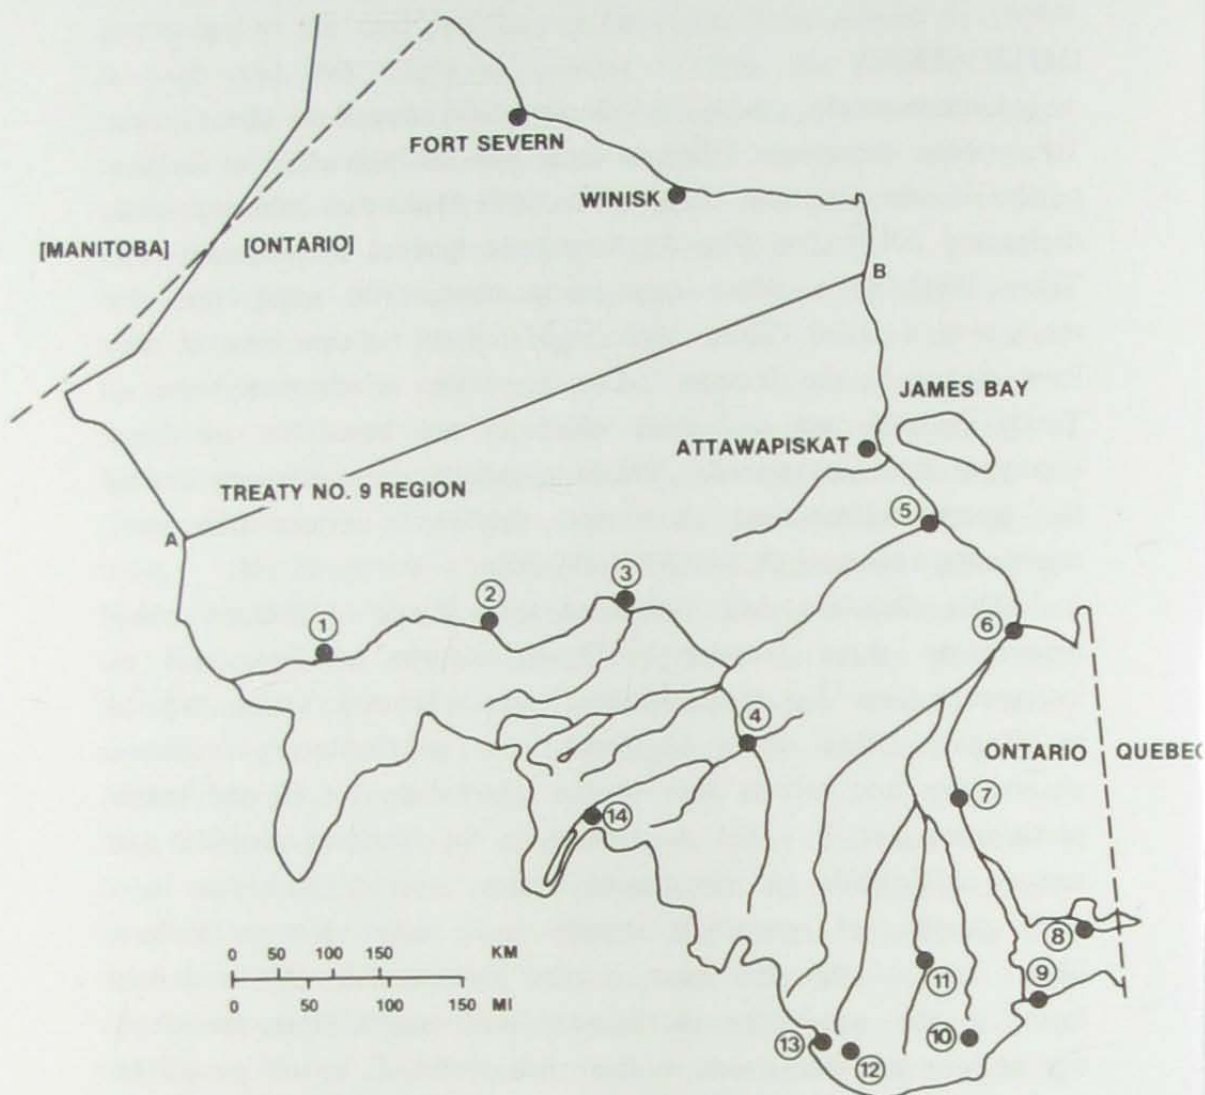 FORT SEVERN
WINISK
[MANITOBA]
[ONTARIO]
B
JAMES BAY
ATTAWAPISKAT
TREATY NO. 9 REGION
A
5
3
2
1
6
4
ONTARIO
QUEBEC
7
14
8
0 50 100 150 KM
0 50 100 150 MI
11
9
10
13
12